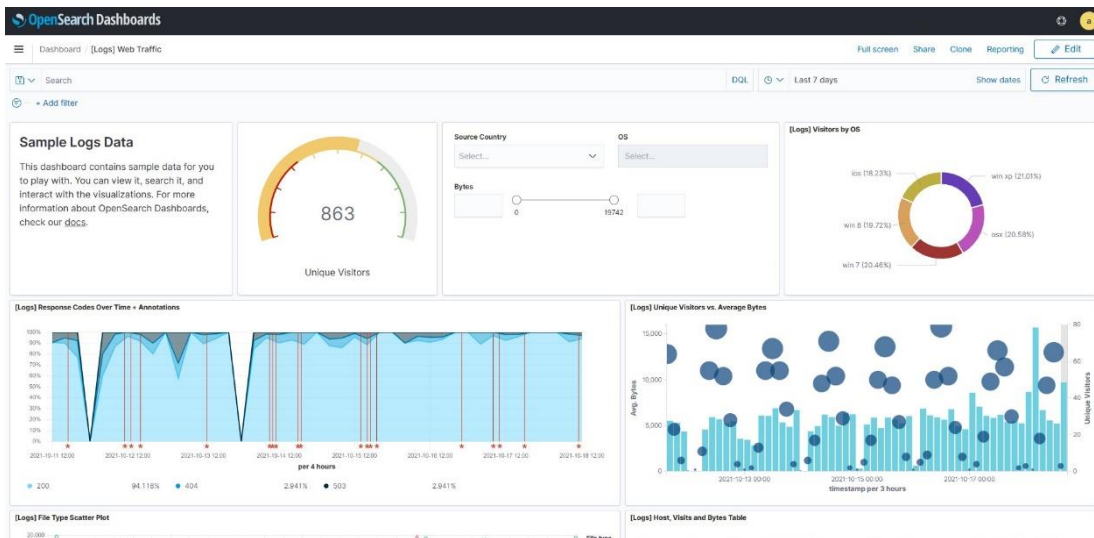 OpenSearch Dashboards
a
Dashboard / [Logs] Web Traffic
Full screen Share Clone Reporting Edit
Search
DQL Last 7 days Show dates Refresh
+ Add filter
Sample Logs Data
This dashboard contains sample data for you
to play with. You can view it, search it, and
interact with the visualizations. For more
information about OpenSearch Dashboards,
check our docs.
863
Unique Visitors
Source Country OS
Select... Select...
Bytes
0 19742
[Logs] Visitors by OS
ios (18.23%)
win xp (21.01%)
win 8 (19.72%)
osx (20.58%)
win 7 (20.46%)
[Logs] Response Codes Over Time + Annotations
100%
90%
80%
70%
60%
50%
40%
30%
20%
10%
0%
2021-10-11 12:00 2021-10-12 12:00 2021-10-13 12:00 2021-10-14 12:00 2021-10-15 12:00 2021-10-16 12:00 2021-10-17 12:00 2021-10-18 12:00
per 4 hours
200 94.118% 404 2.941% 503 2.941%
[Logs] Unique Visitors vs. Average Bytes
15,000
10,000
5,000
0
Avg. Bytes
80
60
40
20
0
Unique Visitors
2021-10-13 00:00 2021-10-15 00:00 2021-10-17 00:00
timestamp per 3 hours
[Logs] File Type Scatter Plot
20,000
File type
[Logs] Host, Visits and Bytes Table